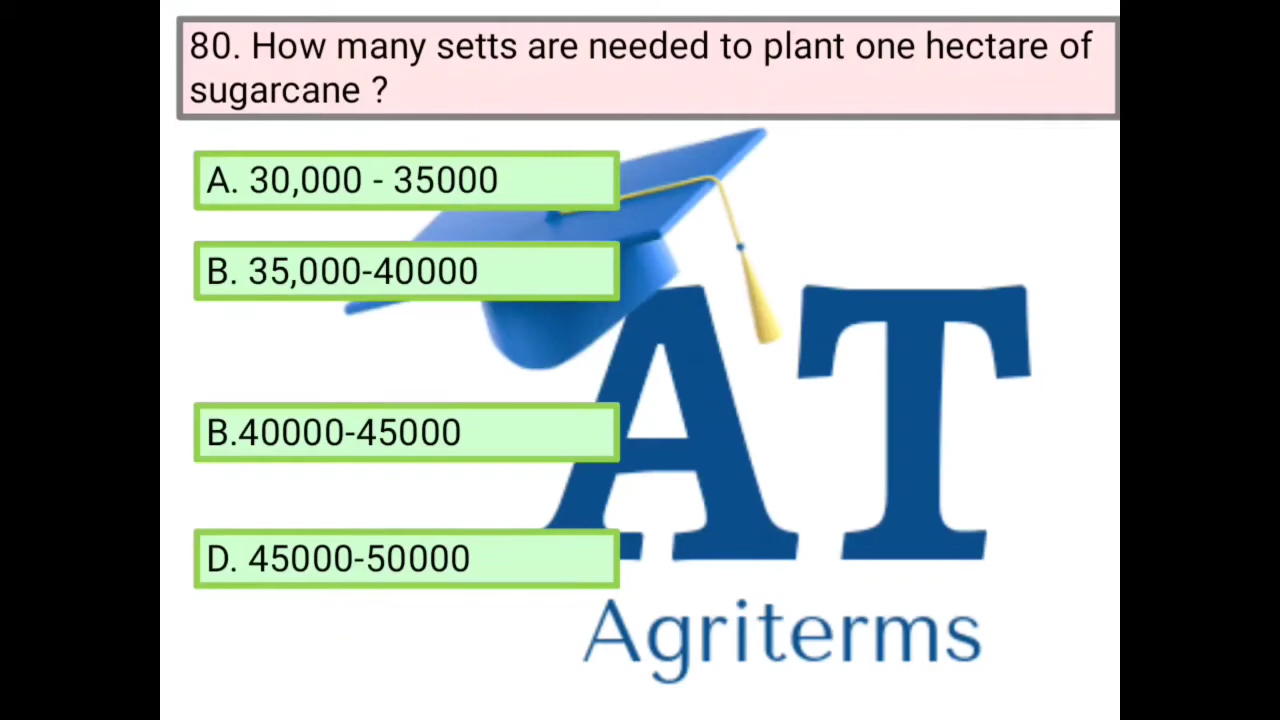 80. How many setts are needed to plant one hectare of
sugarcane ?
A. 30,000 - 35000
B. 35,000-40000
B.40000-45000
D. 45000-50000
AT
Agriterms